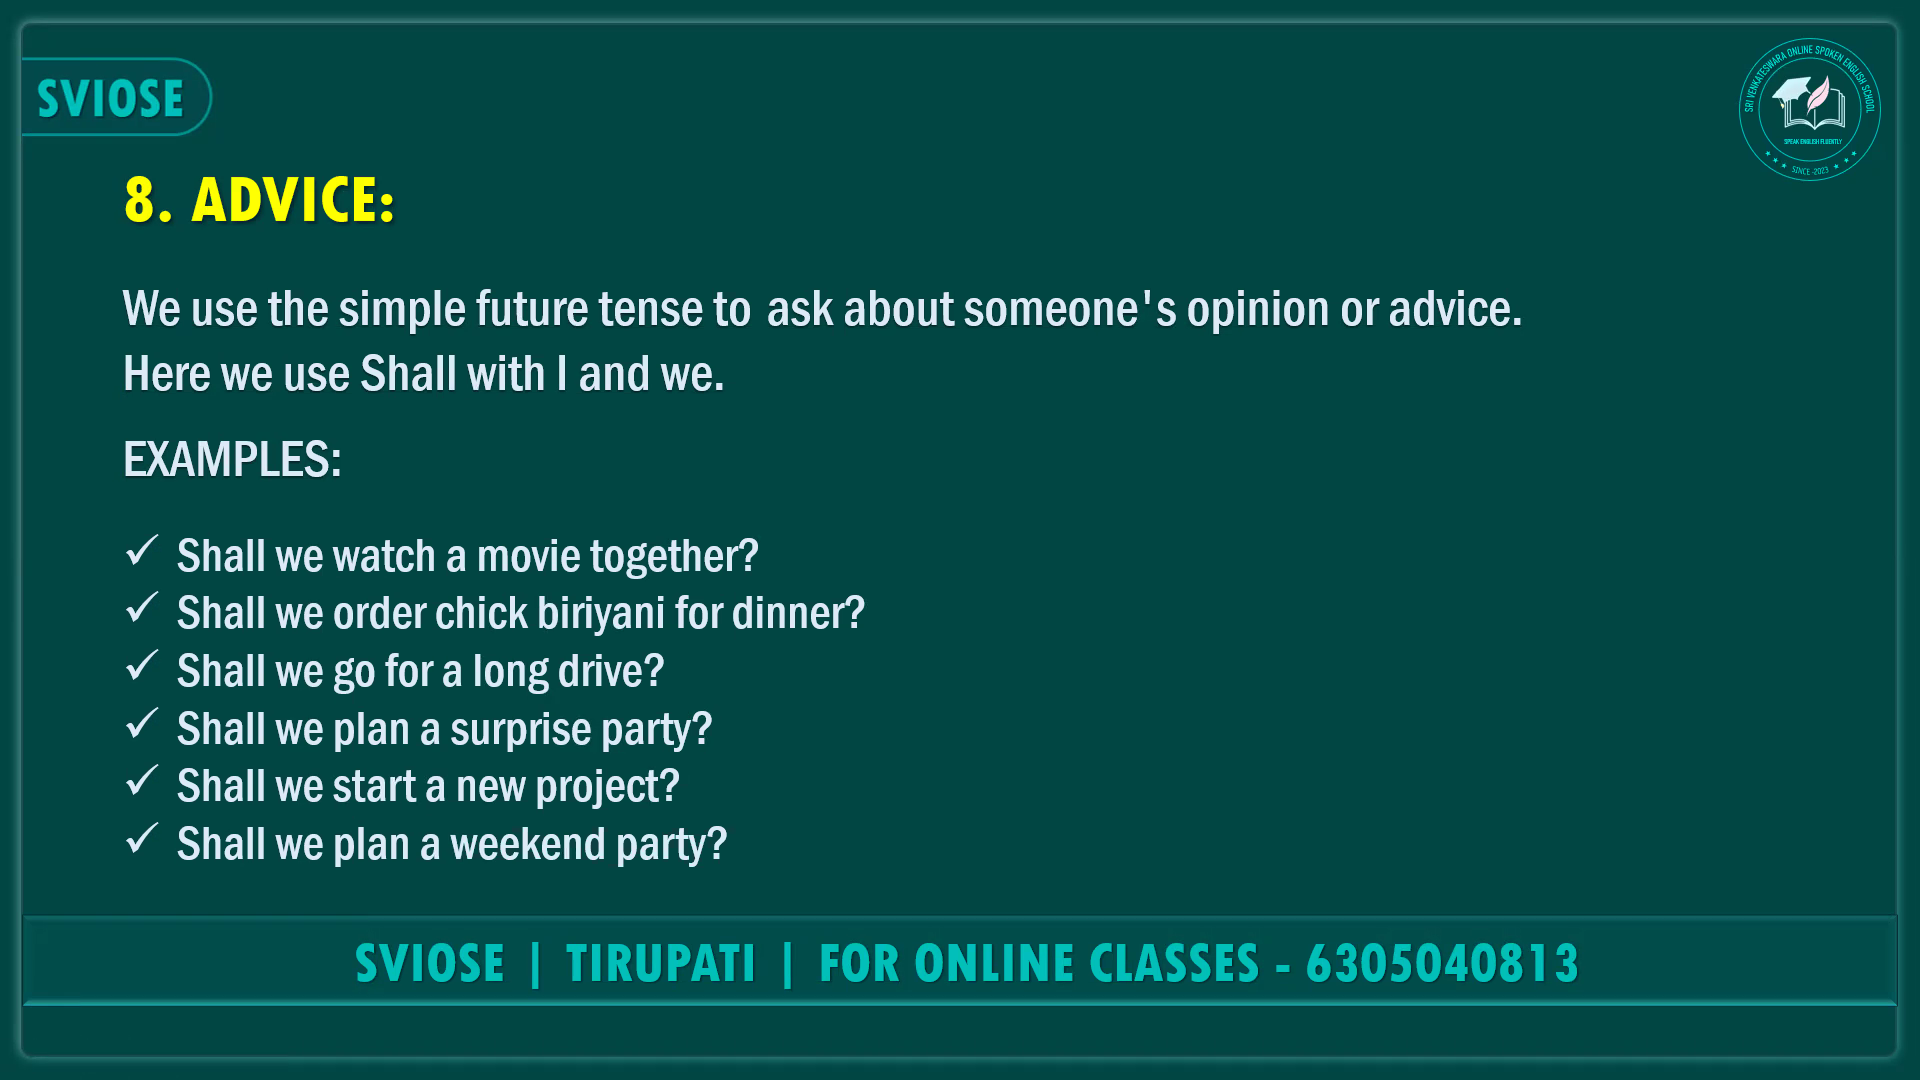 SVIOSE
SRI VENKATESWARA ONLINE SPOKEN ENGLISH SCHOOL
SPEAK ENGLISH FLUENTLY
SINCE -2023
8. ADVICE:
We use the simple future tense to ask about someone's opinion or advice.
Here we use Shall with I and we.
EXAMPLES:
✓ Shall we watch a movie together?
✓ Shall we order chick biriyani for dinner?
✓ Shall we go for a long drive?
✓ Shall we plan a surprise party?
✓ Shall we start a new project?
✓ Shall we plan a weekend party?
SVIOSE | TIRUPATI | FOR ONLINE CLASSES - 6305040813